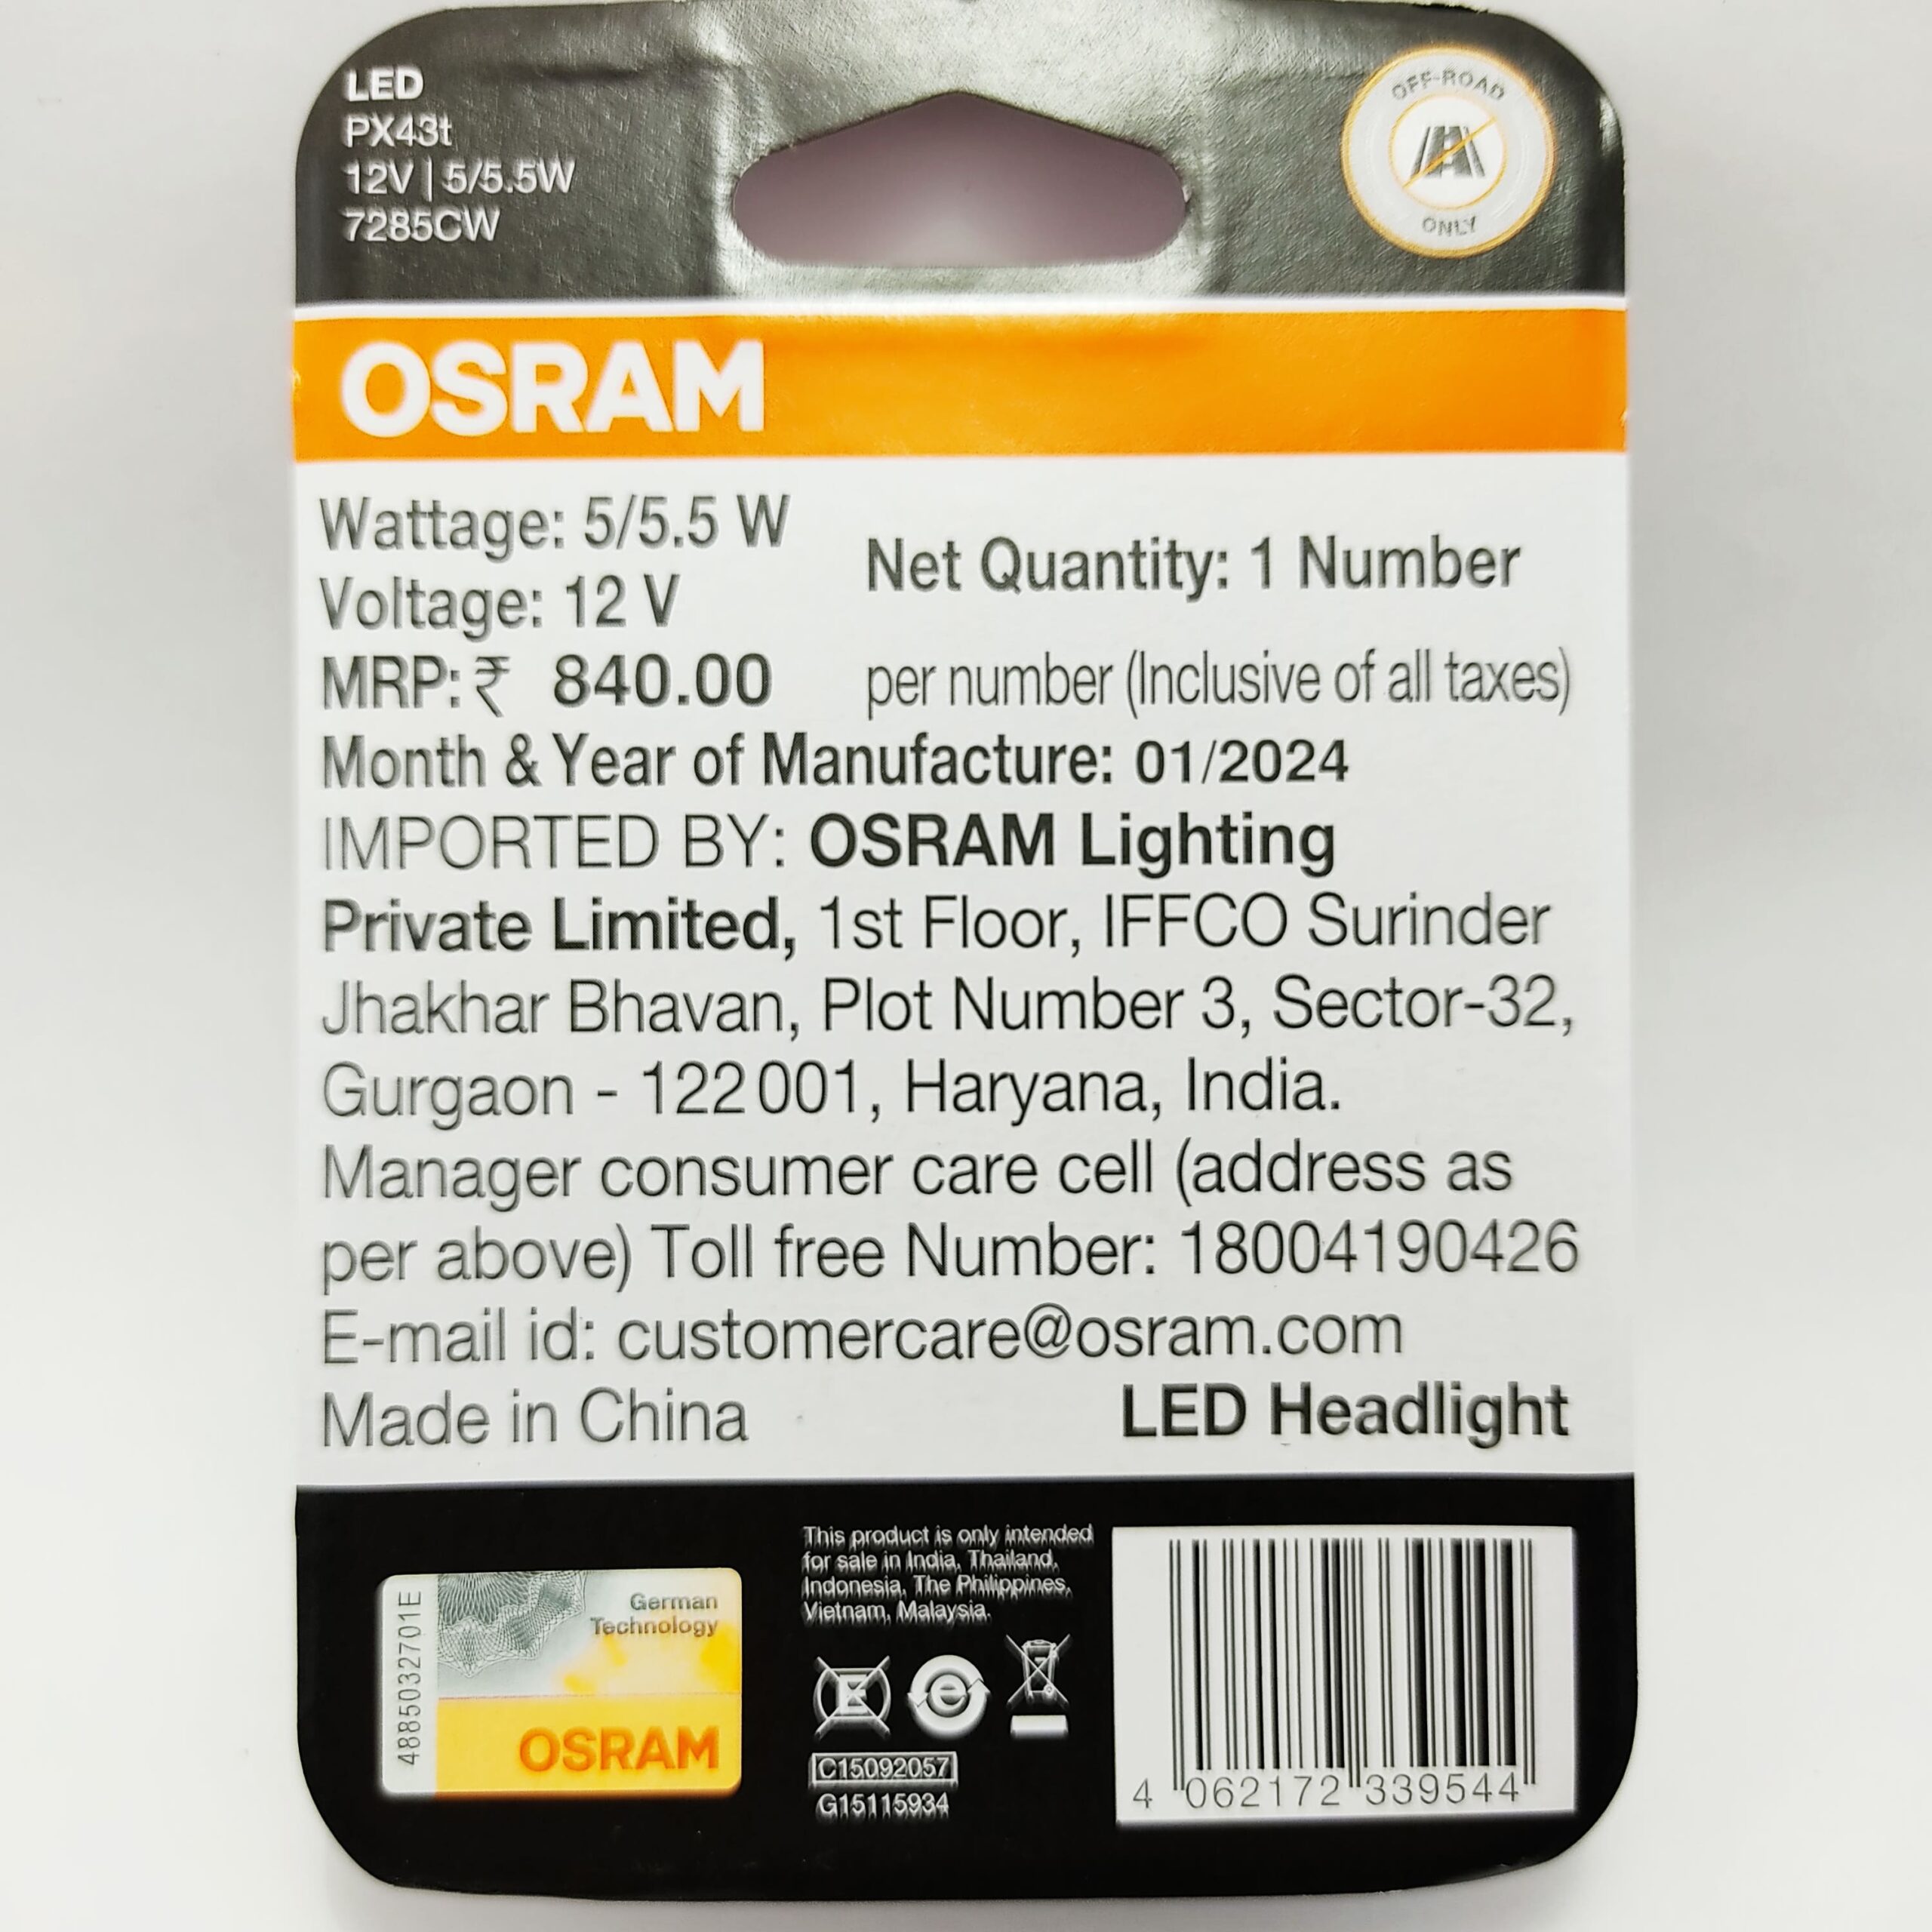 LED
PX43t
12V | 5/5.5W
7285CW
OFF-ROAD
ONLY
OSRAM
Wattage: 5/5.5 W
Net Quantity: 1 Number
Voltage: 12 V
MRP: ₹ 840.00 per number (Inclusive of all taxes)
Month & Year of Manufacture: 01/2024
IMPORTED BY: OSRAM Lighting
Private Limited, 1st Floor, IFFCO Surinder
Jhakhar Bhavan, Plot Number 3, Sector-32,
Gurgaon - 122 001, Haryana, India.
Manager consumer care cell (address as
per above) Toll free Number: 18004190426
E-mail id: customercare@osram.com
Made in China LED Headlight
4885032701E
German
Technology
OSRAM
This product is only intended
for sale in India, Thailand,
Indonesia, The Philippines,
Vietnam, Malaysia.
E
e
C15092057
G15115934
4 062172 339544